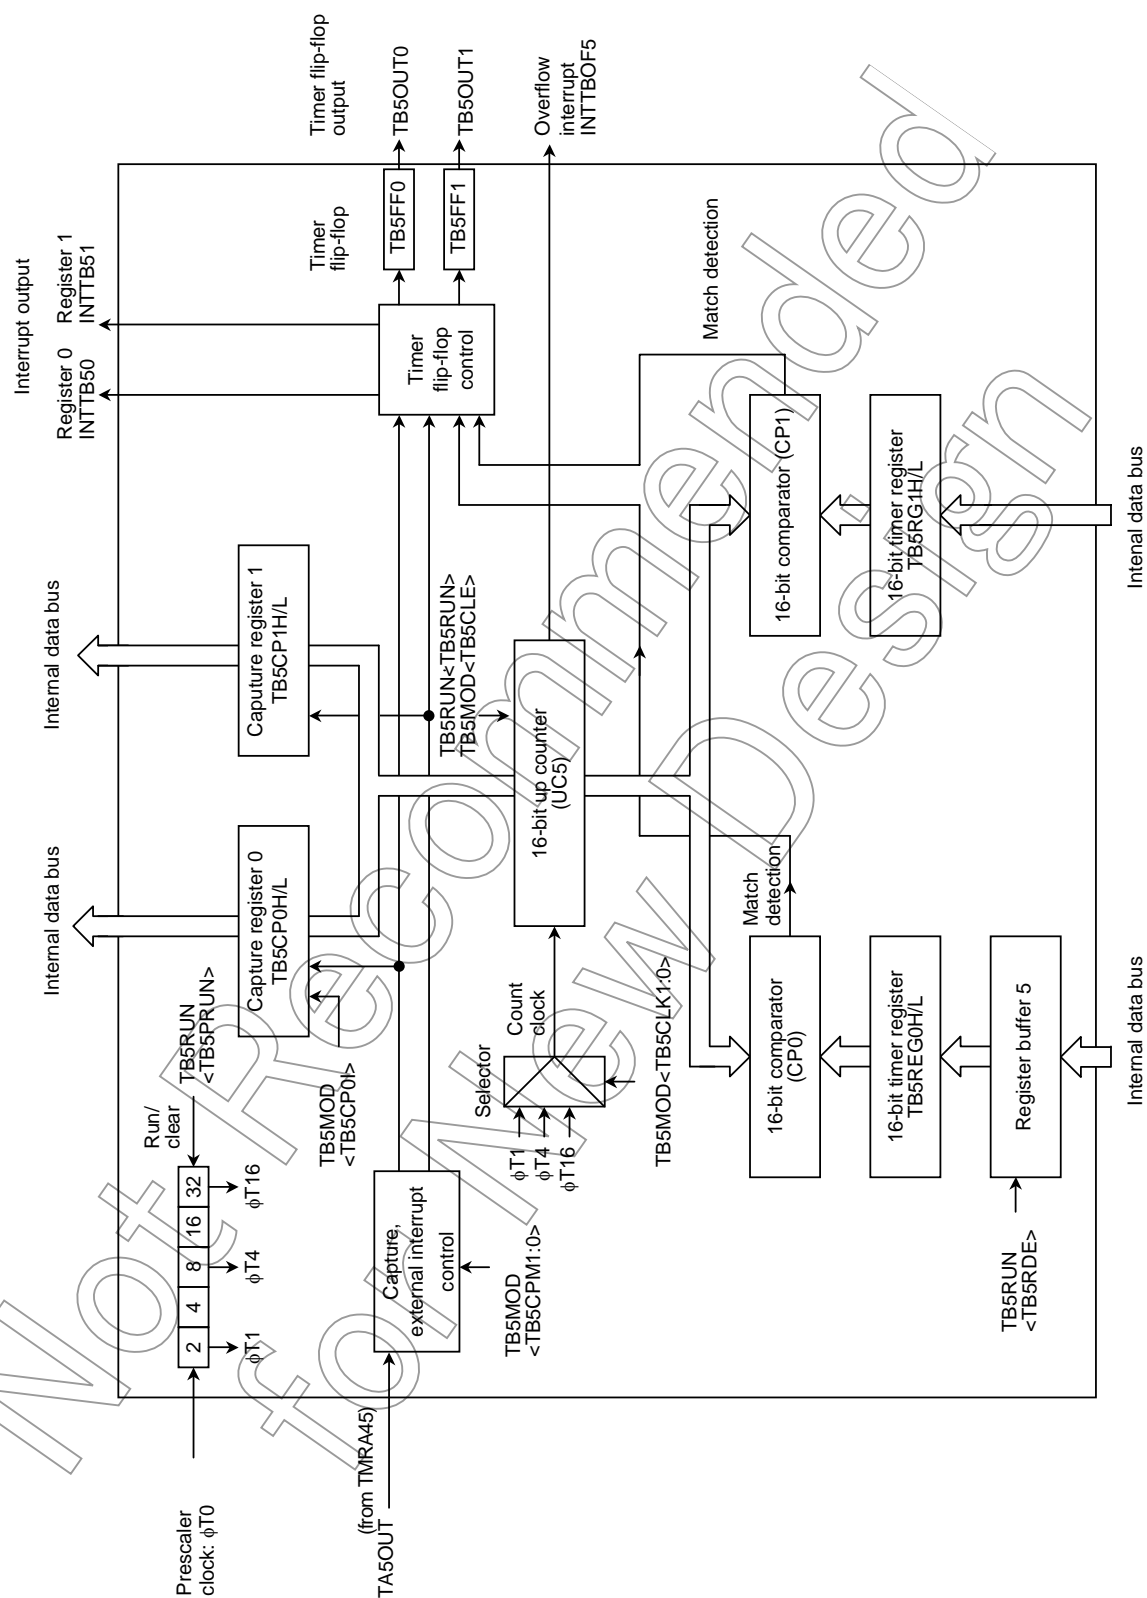 Prescaler
clock: ϕT0
2
4
8
16
32
ϕT1
ϕT4
ϕT16
Run/
clear
TB5RUN
<TB5PRUN>
Internal data bus
Internal data bus
Interrupt output
Register 0
INTTB50
Register 1
INTTB51
TA5OUT
(from TMRA45)
Capture,
external interrupt
control
TB5MOD
<TB5CPM1:0>
TB5MOD
<TB5CP0I>
Capture register 0
TB5CP0H/L
Caputure register 1
TB5CP1H/L
Timer
flip-flop
control
Timer
flip-flop
TB5FF0
TB5FF1
Timer flip-flop
output
TB5OUT0
TB5OUT1
Selector
ϕT1
ϕT4
ϕT16
Count
clock
TB5MOD<TB5CLK1:0>
TB5RUN<TB5RUN>
TB5MOD<TB5CLE>
16-bit up counter
(UC5)
Overflow
interrupt
INTTBOF5
Match
detection
Match detection
16-bit comparator
(CP0)
16-bit comparator (CP1)
16-bit timer register
TB5REG0H/L
16-bit timer register
TB5RG1H/L
TB5RUN
<TB5RDE>
Register buffer 5
Internal data bus
Intenal data bus
Not Recommended
for New Design